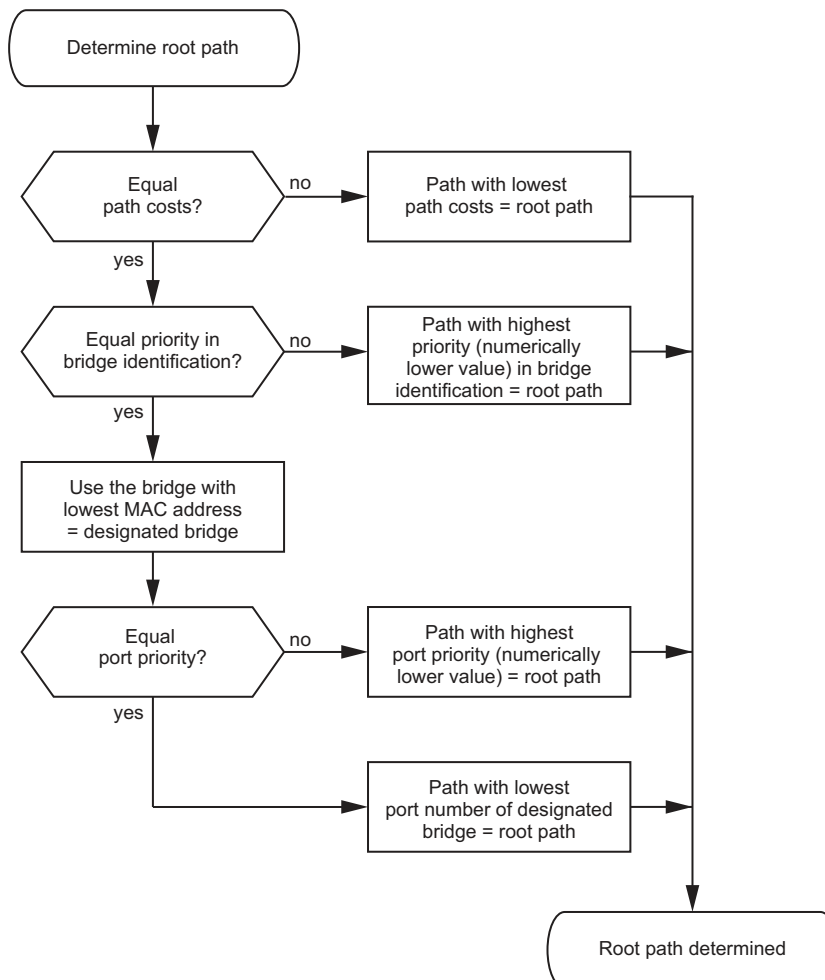 Determine root path
Equal
path costs?
no
Path with lowest
path costs = root path
yes
Equal priority in
bridge identification?
no
Path with highest
priority (numerically
lower value) in bridge
identification = root path
yes
Use the bridge with
lowest MAC address
= designated bridge
Equal
port priority?
no
Path with highest
port priority (numerically
lower value) = root path
yes
Path with lowest
port number of designated
bridge = root path
Root path determined